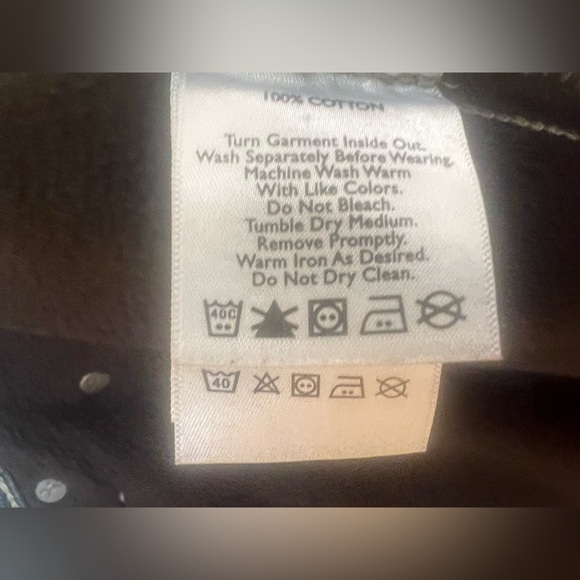 100% COTTON
Turn Garment Inside Out.
Wash Separately Before Wearing.
Machine Wash Warm
With Like Colors.
Do Not Bleach.
Tumble Dry Medium.
Remove Promptly.
Warm Iron As Desired.
Do Not Dry Clean.
40C
40